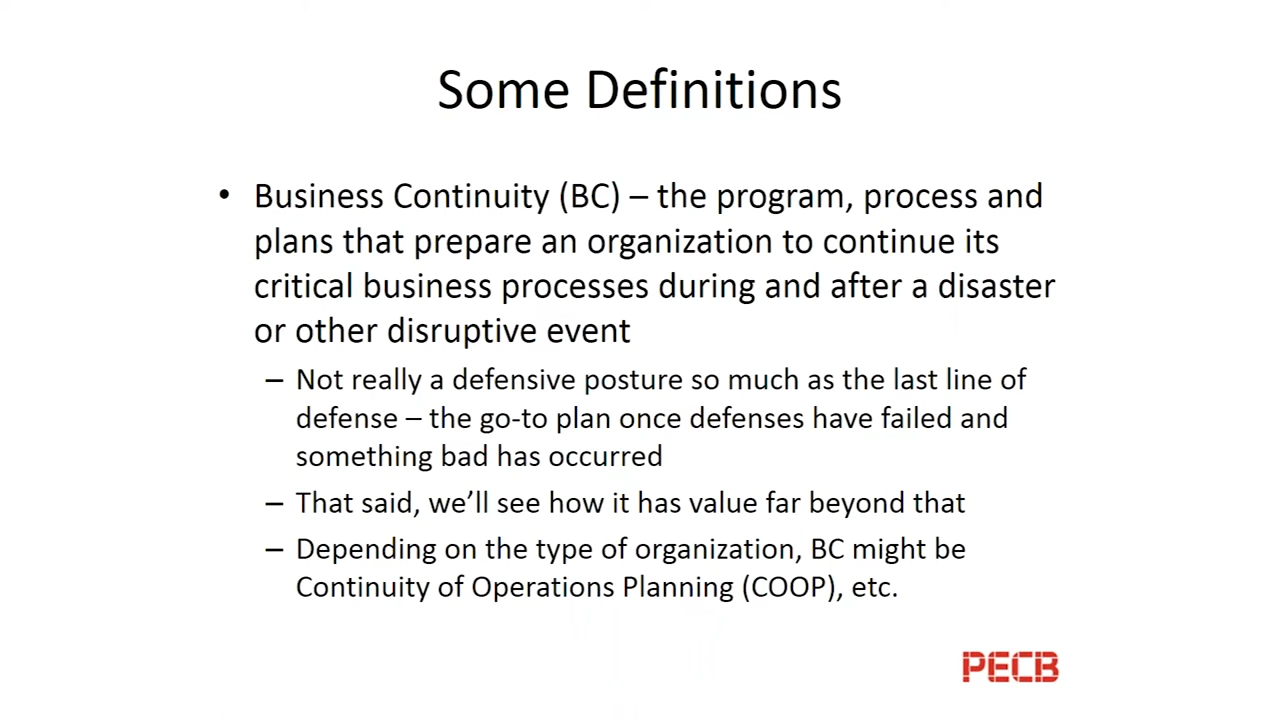 Some Definitions
• Business Continuity (BC) – the program, process and
plans that prepare an organization to continue its
critical business processes during and after a disaster
or other disruptive event
– Not really a defensive posture so much as the last line of
defense – the go-to plan once defenses have failed and
something bad has occurred
– That said, we’ll see how it has value far beyond that
– Depending on the type of organization, BC might be
Continuity of Operations Planning (COOP), etc.
PECB